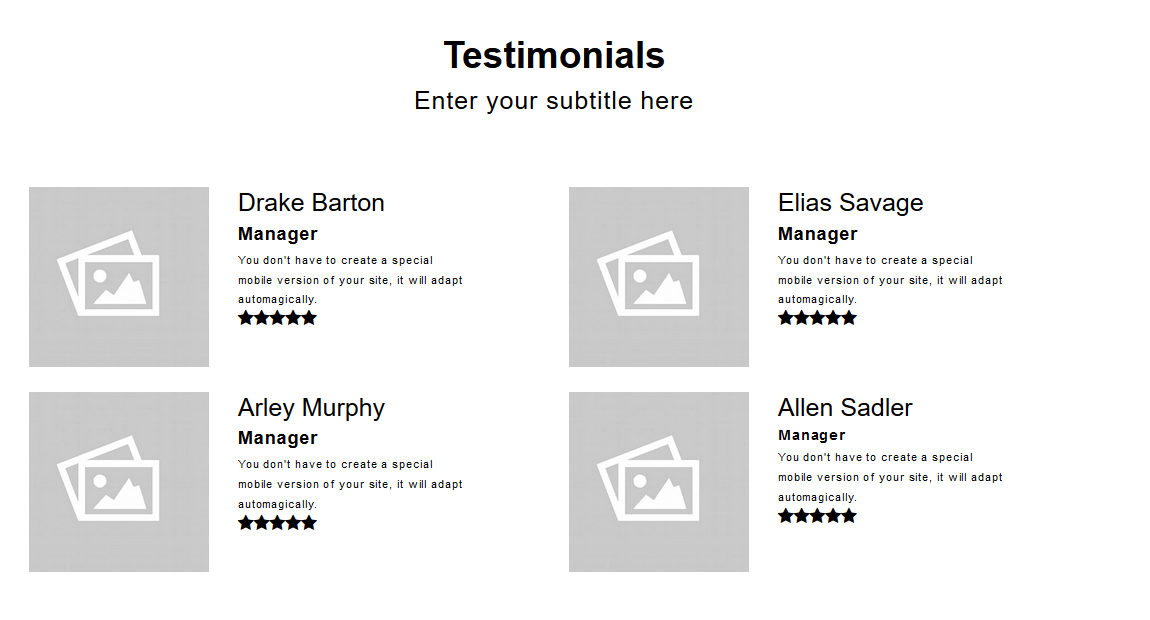 Testimonials
Enter your subtitle here
Drake Barton
Manager
You don't have to create a special
mobile version of your site, it will adapt
automagically.
★★★★★
Elias Savage
Manager
You don't have to create a special
mobile version of your site, it will adapt
automagically.
★★★★★
Arley Murphy
Manager
You don't have to create a special
mobile version of your site, it will adapt
automagically.
★★★★★
Allen Sadler
Manager
You don't have to create a special
mobile version of your site, it will adapt
automagically.
★★★★★